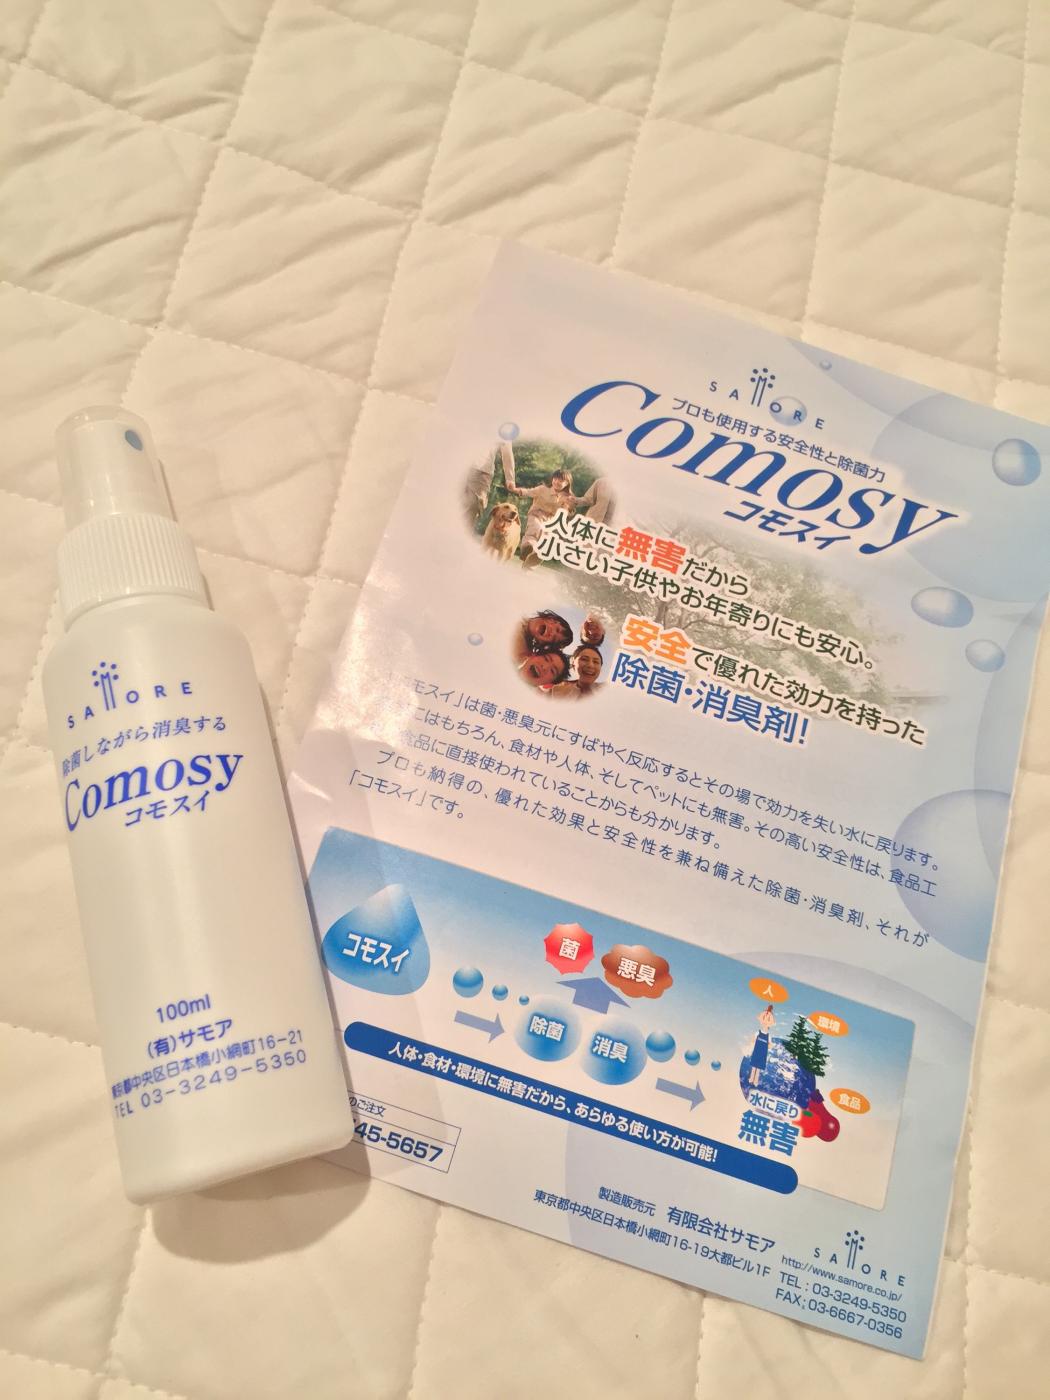 SAMORE
除菌しながら消臭する
Comosy
コモスイ
100ml
(有)サモア
東京都中央区日本橋小網町16-21
TEL 03-3249-5350
SAMORE
プロも使用する安全性と除菌力
Comosy
コモスイ
人体に無害だから
小さい子供やお年寄りにも安心。
安全で優れた効力を持った
除菌・消臭剤!
モスイ」は菌・悪臭元にすばやく反応するとその場で効力を失い水に戻ります。
にはもちろん、食材や人体、そしてペットにも無害。その高い安全性は、食品工
食品に直接使われていることからも分かります。
プロも納得の、優れた効果と安全性を兼ね備えた除菌・消臭剤、それが
「コモスイ」です。
コモスイ
菌
悪臭
除菌
消臭
人
環境
食品
水に戻り
無害
人体・食材・環境に無害だから、あらゆる使い方が可能!
のご注文
45-5657
製造販売元 有限会社サモア
東京都中央区日本橋小網町16-19大都ビル1F
SAMORE
http://www.samore.co.jp/
TEL : 03-3249-5350
FAX : 03-6667-0356